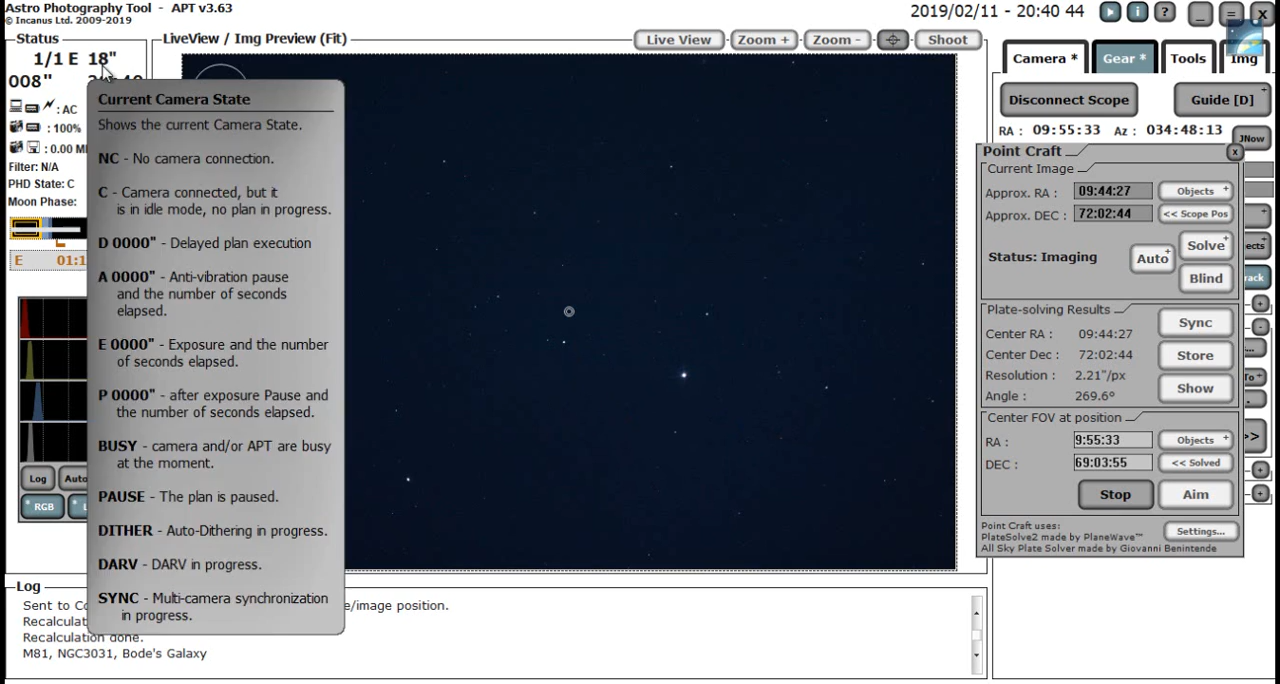 Astro Photography Tool - APT v3.63
© Incanus Ltd. 2009-2019
2019/02/11 - 20:40 44
Status
1/1 E 18"
008"
: AC
: 100%
: 0.00 M
Filter: N/A
PHD State: C
Moon Phase:
E 01:1
Log
RGB
LiveView / Img Preview (Fit)
Live View
Zoom +
Zoom -
Shoot
Current Camera State
Shows the current Camera State.
NC - No camera connection.
C - Camera connected, but it
is in idle mode, no plan in progress.
D 0000" - Delayed plan execution
A 0000" - Anti-vibration pause
and the number of seconds
elapsed.
E 0000" - Exposure and the number
of seconds elapsed.
P 0000" - after exposure Pause and
the number of seconds elapsed.
BUSY - camera and/or APT are busy
at the moment.
PAUSE - The plan is paused.
DITHER - Auto-Dithering in progress.
DARV - DARV in progress.
SYNC - Multi-camera synchronization
in progress.
Camera *
Gear *
Tools
Img
Disconnect Scope
Guide [D]
RA : 09:55:33 Az : 034:48:13
JNow
Point Craft
Current Image
Approx. RA : 09:44:27 Objects
Approx. DEC : 72:02:44 << Scope Pos
Status: Imaging
Auto
Solve
Blind
Plate-solving Results
Center RA : 09:44:27
Center Dec : 72:02:44
Resolution : 2.21"/px
Angle : 269.6º
Sync
Store
Show
Center FOV at position
RA : 9:55:33 Objects
DEC : 69:03:55 << Solved
Stop
Aim
Point Craft uses:
PlateSolve2 made by PlaneWave™
All Sky Plate Solver made by Giovanni Benintende
Settings...
Log
Sent to
e/image position.
Recalculation done.
M81, NGC3031, Bode's Galaxy